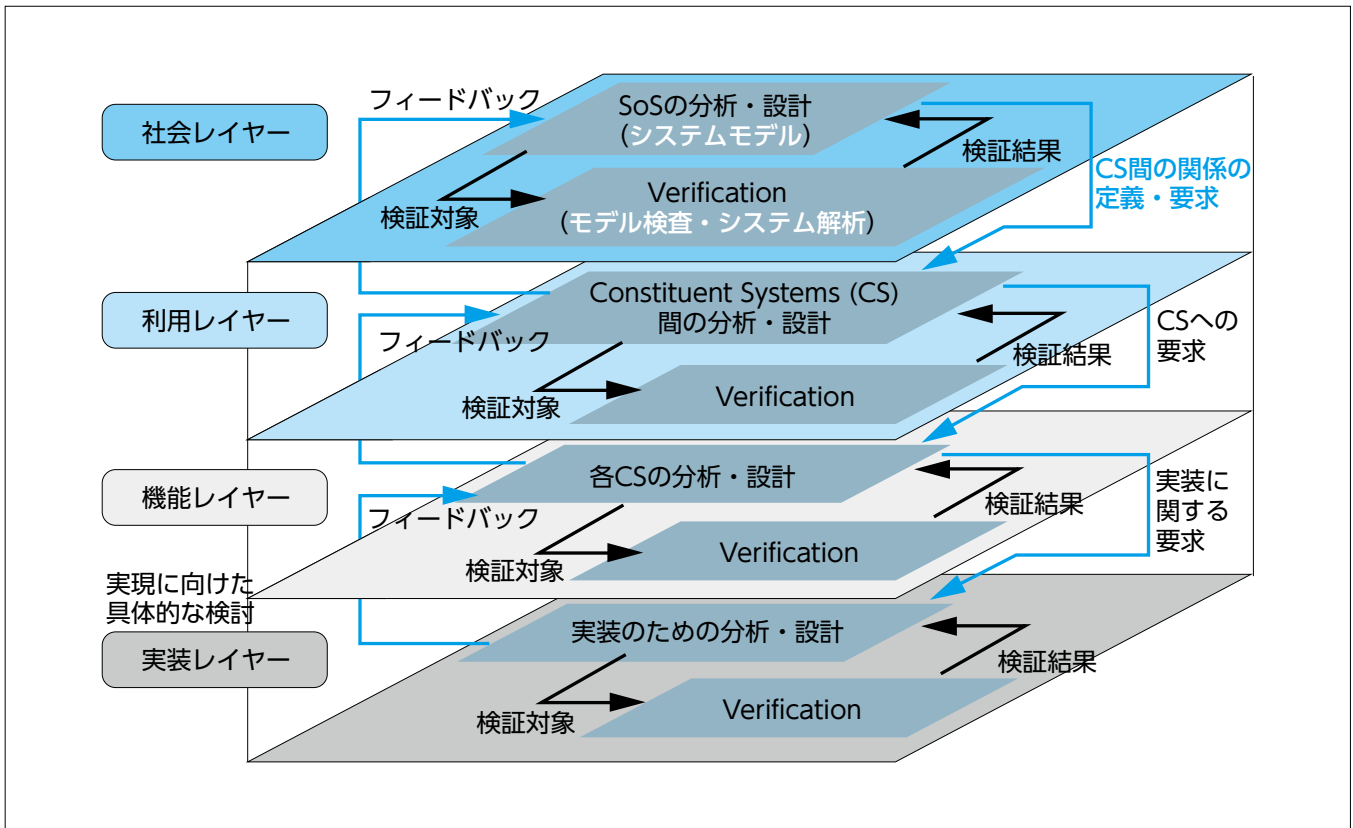 社会レイヤー
フィードバック
SoSの分析・設計
(システムモデル)
検証結果
検証対象
Verification
(モデル検査・システム解析)
CS間の関係の
定義・要求
利用レイヤー
フィードバック
Constituent Systems (CS)
間の分析・設計
検証結果
検証対象
Verification
CSへの
要求
機能レイヤー
フィードバック
各CSの分析・設計
検証結果
検証対象
Verification
実装に
関する
要求
実現に向けた
具体的な検討
実装レイヤー
実装のための分析・設計
検証結果
検証対象
Verification